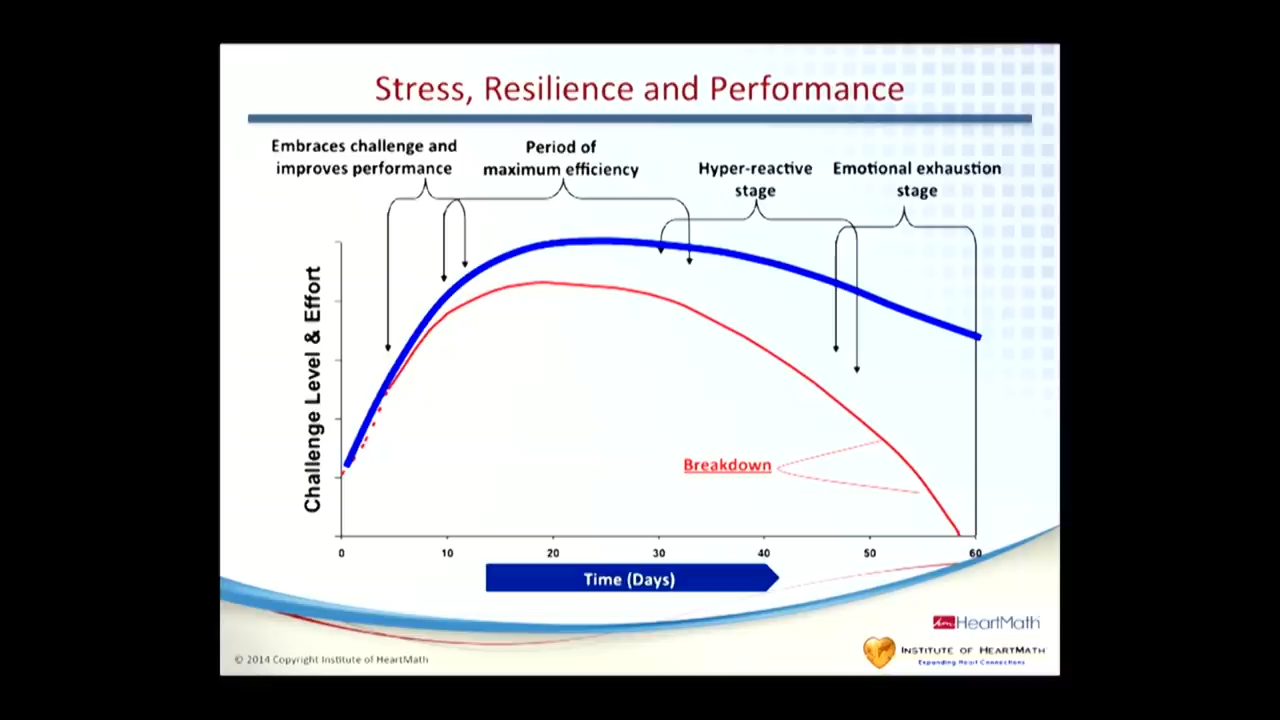 Stress, Resilience and Performance
Embraces challenge and
improves performance
Period of
maximum efficiency
Hyper-reactive
stage
Emotional exhaustion
stage
Challenge Level & Effort
Breakdown
0 10 20 30 40 50 60
Time (Days)
hm HeartMath
INSTITUTE OF HEARTMATH
Expanding Heart Connections
© 2014 Copyright Institute of HeartMath